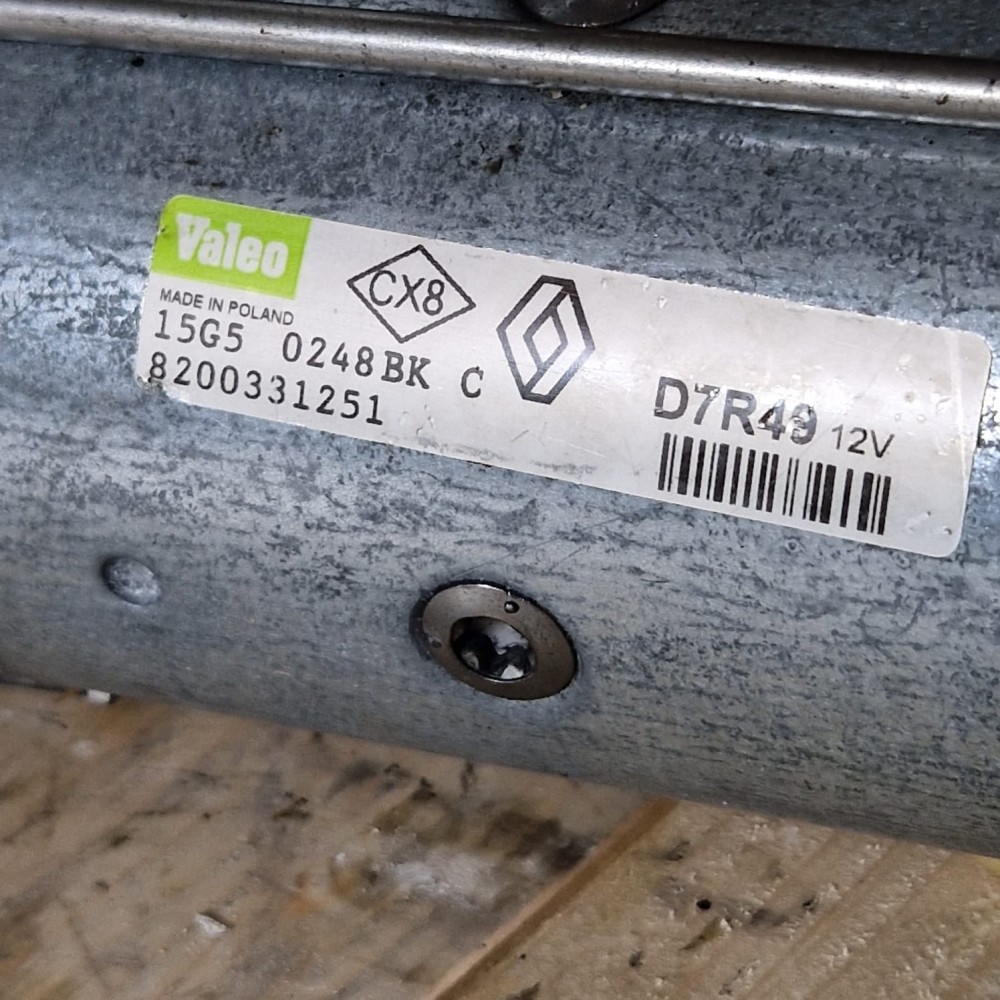 Valeo
CX8
MADE IN POLAND
15G5 0248BK C
8200331251
D7R49 12V